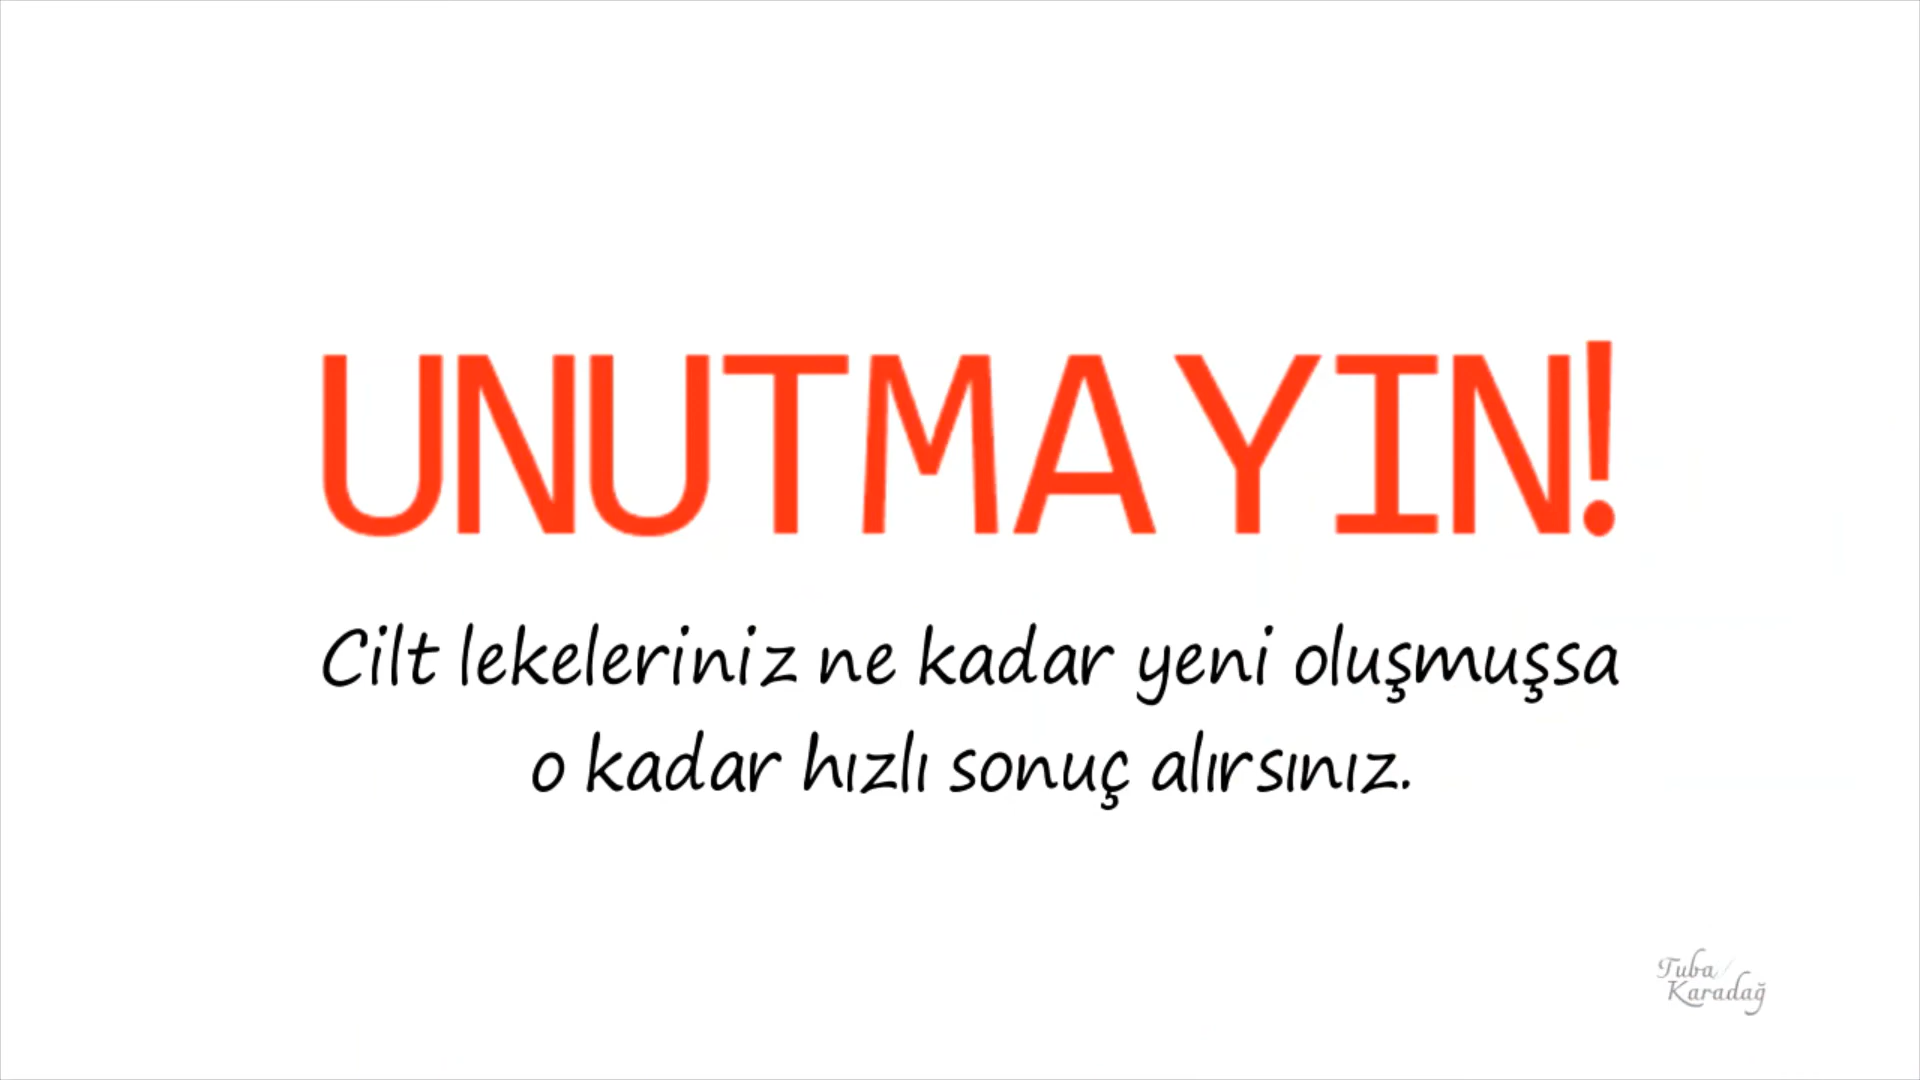 UNUTMAYIN!
Cilt lekeleriniz ne kadar yeni oluşmuşsa
o kadar hızlı sonuç alırsınız.
Tuba
Karadağ